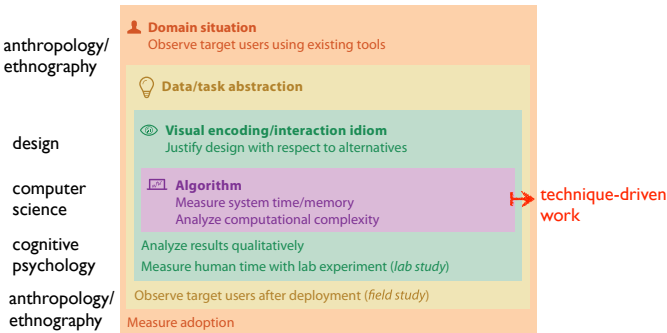 Domain situation
anthropology/
ethnography
Observe target users using existing tools
Data/task abstraction
Visual encoding/interaction idiom
design
Justify design with respect to alternatives
Algorithm
computer
science
Measure system time/memory
Analyze computational complexity
technique-driven
work
cognitive
psychology
Analyze results qualitatively
Measure human time with lab experiment (lab study)
anthropology/
ethnography
Observe target users after deployment (field study)
Measure adoption